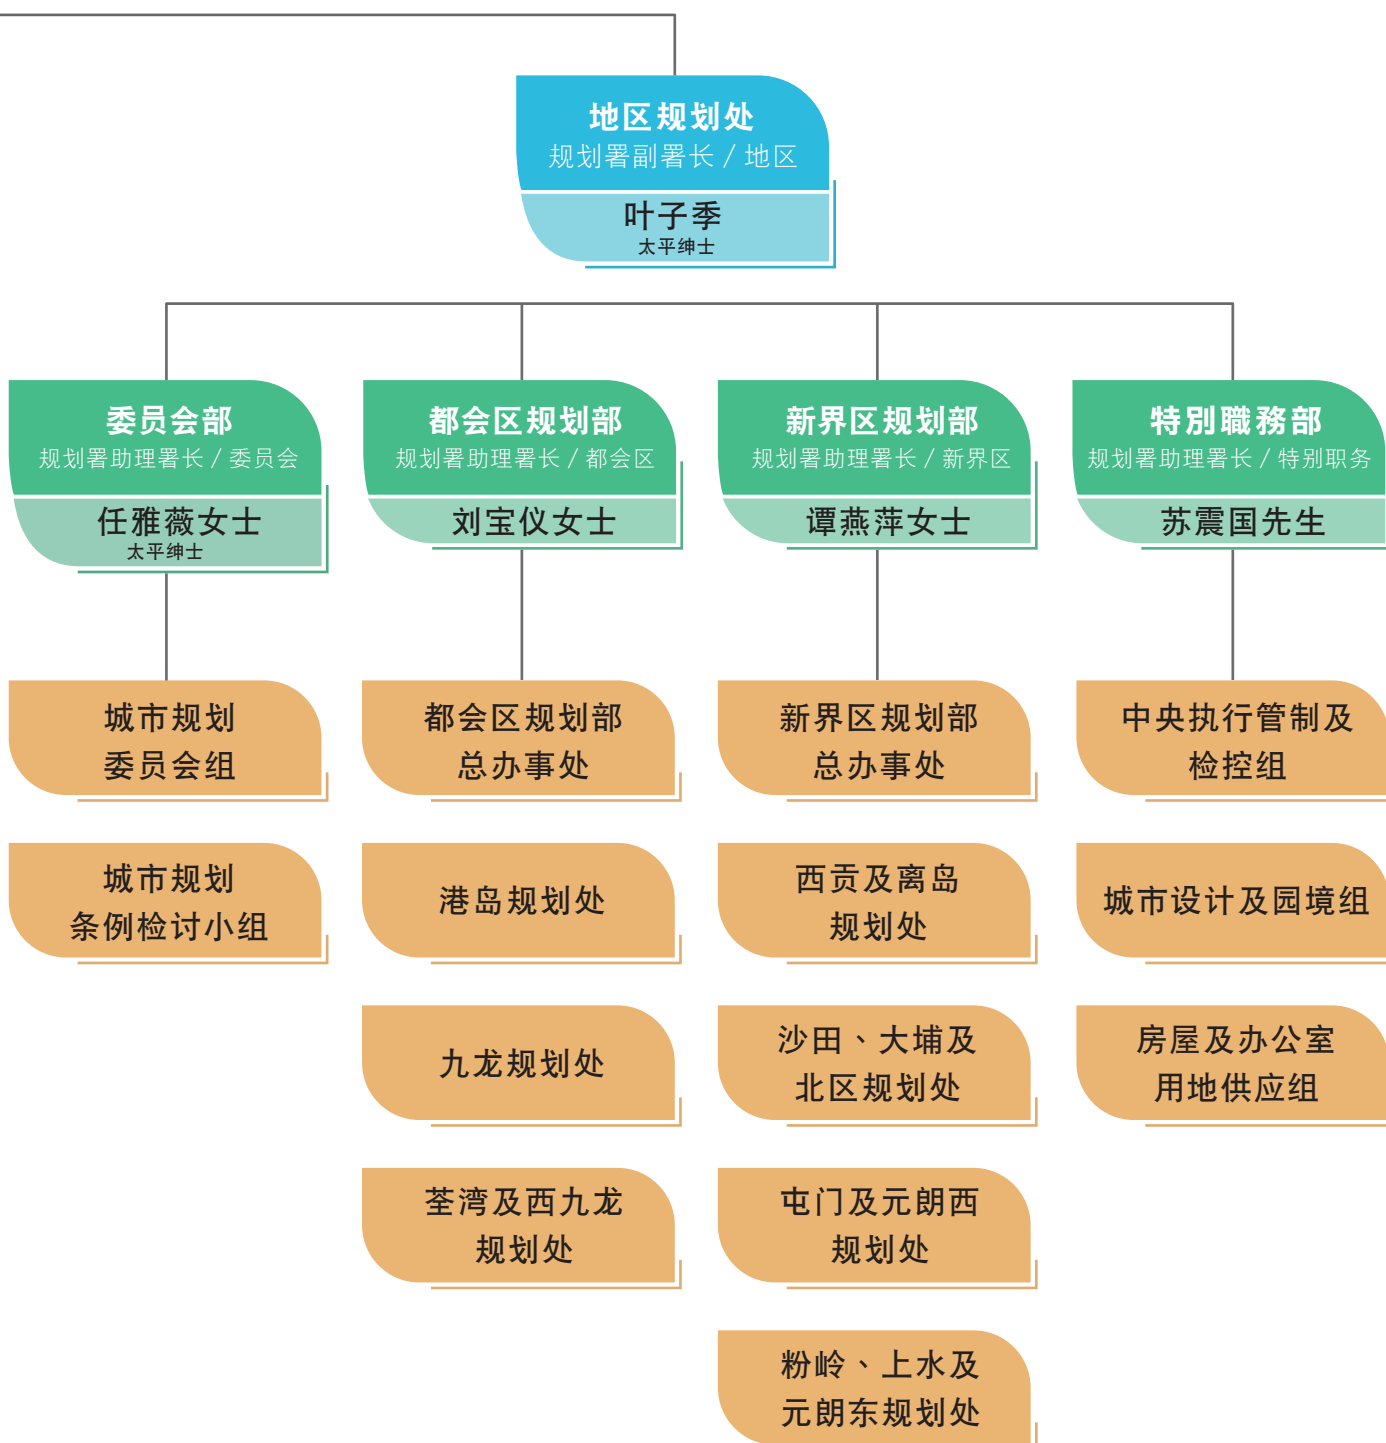 地区规划处
规划署副署长 / 地区
叶子季
太平绅士
委员会部
规划署助理署长 / 委员会
任雅薇女士
太平绅士
城市规划
委员会组
城市规划
条例检讨小组
都会区规划部
规划署助理署长 / 都会区
刘宝仪女士
都会区规划部
总办事处
港岛规划处
九龙规划处
荃湾及西九龙
规划处
新界区规划部
规划署助理署长 / 新界区
谭燕萍女士
新界区规划部
总办事处
西贡及离岛
规划处
沙田、大埔及
北区规划处
屯门及元朗西
规划处
粉岭、上水及
元朗东规划处
特別職務部
规划署助理署长 / 特别职务
苏震国先生
中央执行管制及
检控组
城市设计及园境组
房屋及办公室
用地供应组